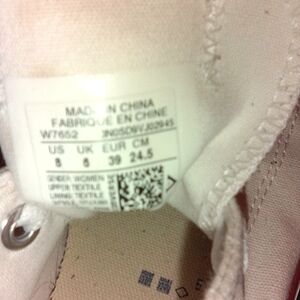 MADE IN CHINA
FABRIQUE EN CHINE
W7652
US UK EUR CM
8 6 39 24.5
GENDER: WOMEN
UPPER: TEXTILE
LINING: TEXTILE